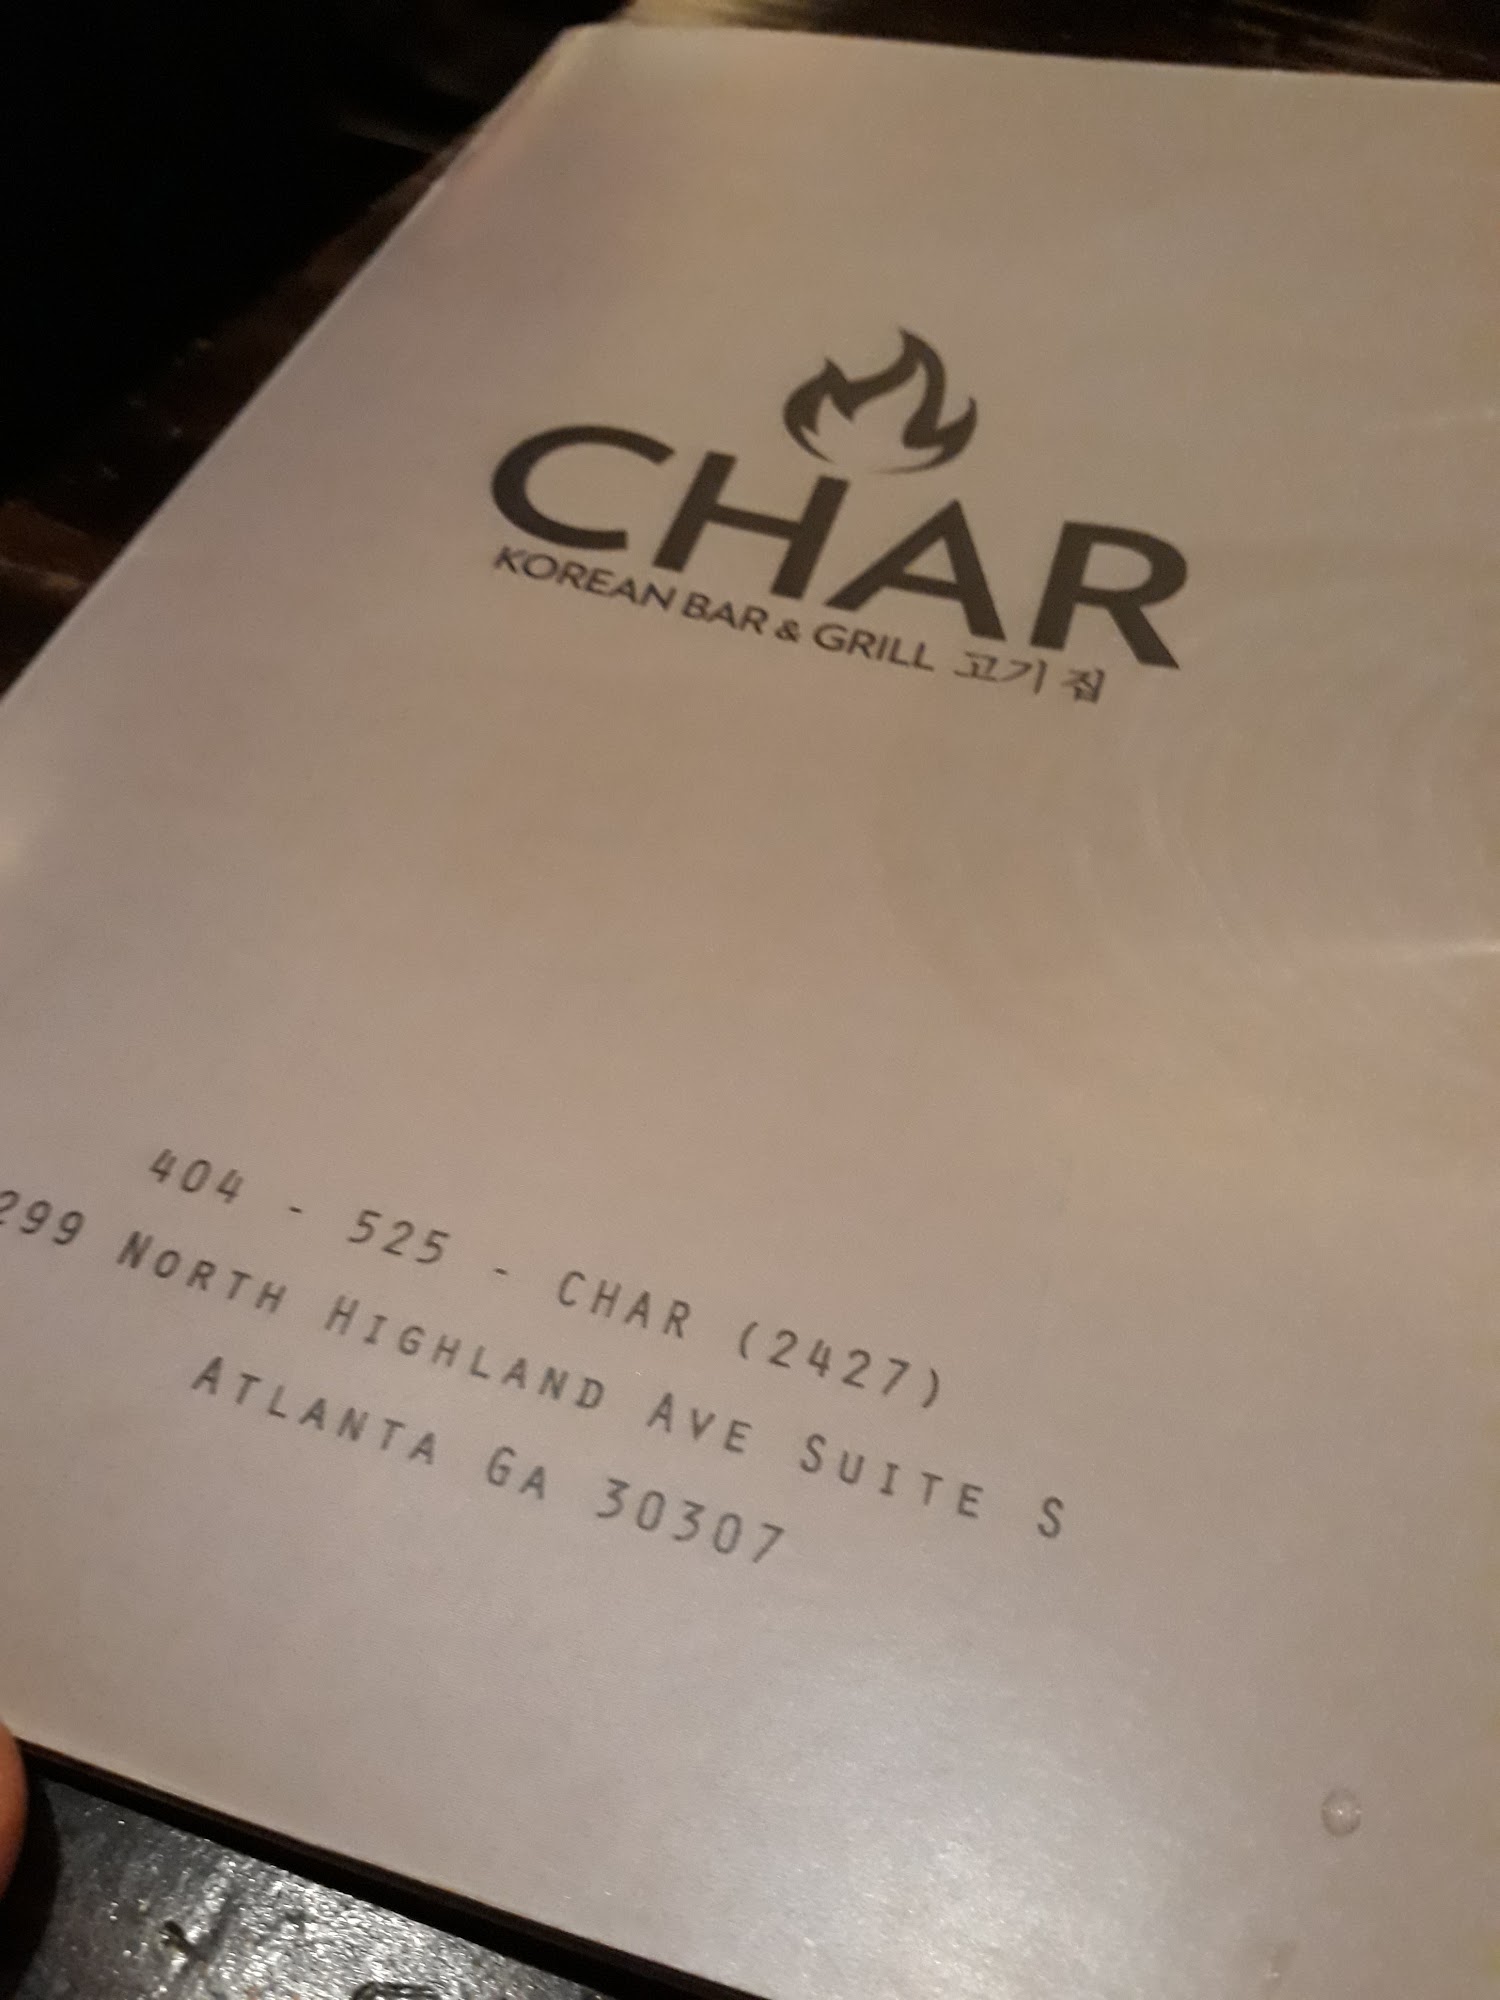 CHAR
KOREAN BAR & GRILL 고기 집
404 - 525 - CHAR (2427)
299 North Highland Ave Suite S
Atlanta Ga 30307